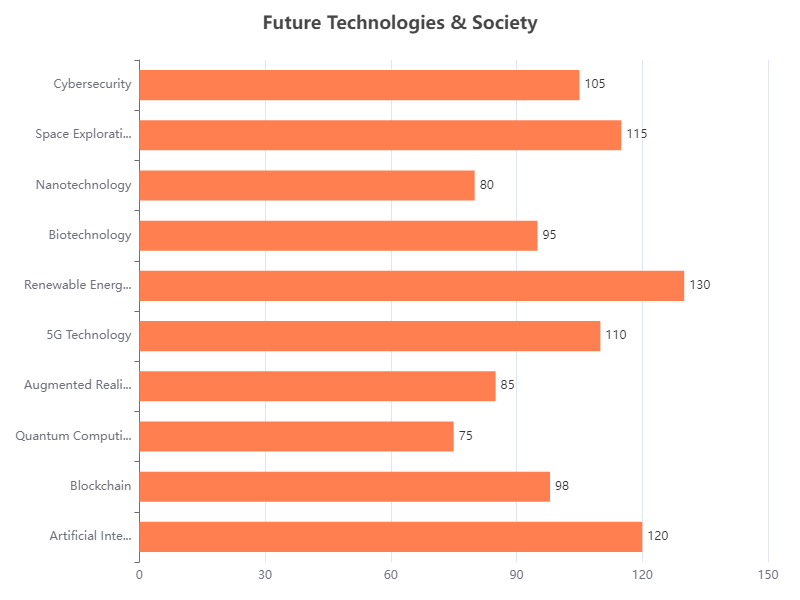 Future Technologies & Society
Cybersecurity
105
Space Explorati...
115
Nanotechnology
80
Biotechnology
95
Renewable Energ...
130
5G Technology
110
Augmented Reali...
85
Quantum Computi...
75
Blockchain
98
Artificial Inte...
120
0 30 60 90 120 150